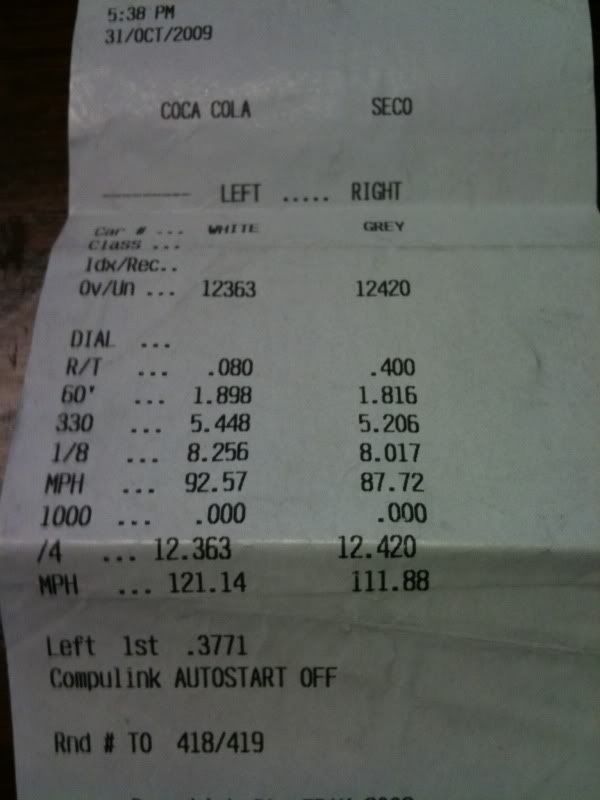 5:38 PM
31/OCT/2009
COCA COLA SECO
---------- LEFT ..... RIGHT
Car # ... WHITE GREY
Class ...
Idx/Rec..
Ov/Un ... 12363 12420
DIAL ...
R/T ... .080 .400
60' ... 1.898 1.816
330 ... 5.448 5.206
1/8 ... 8.256 8.017
MPH ... 92.57 87.72
1000 ... .000 .000
/4 ... 12.363 12.420
MPH ... 121.14 111.88
Left 1st .3771
Compulink AUTOSTART OFF
Rnd # TO 418/419